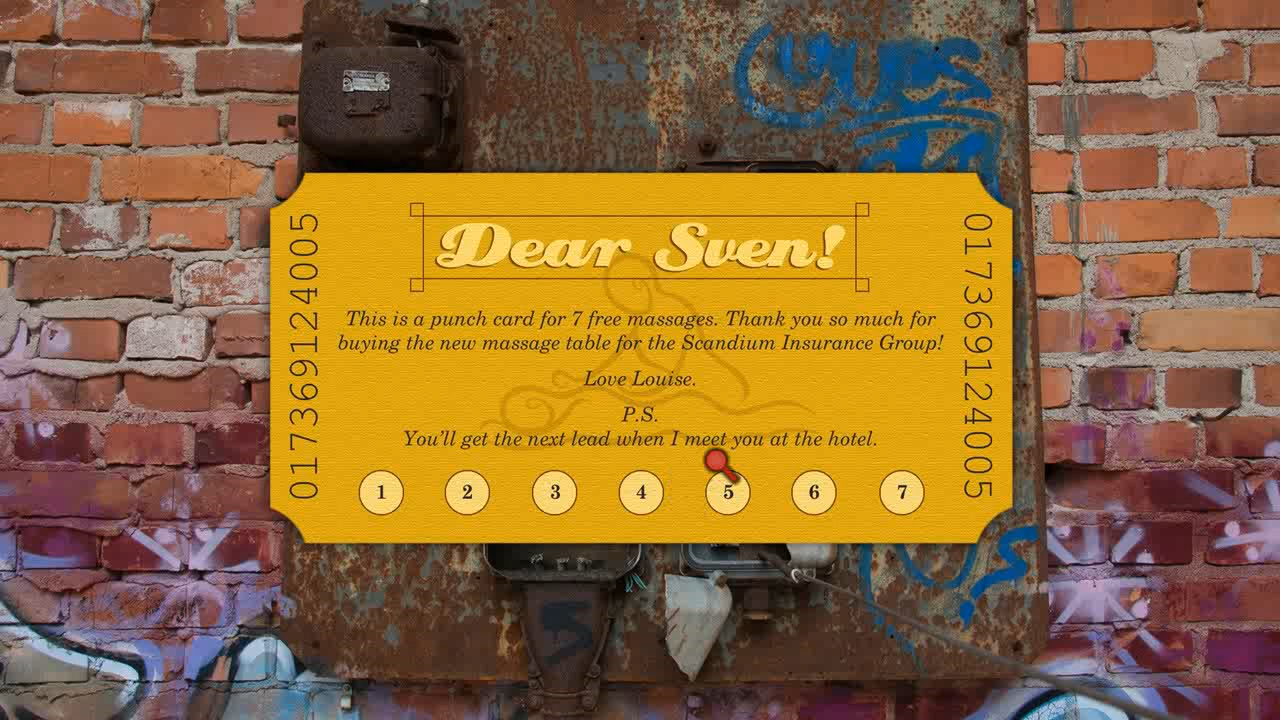 Dear Sven!
This is a punch card for 7 free massages. Thank you so much for
buying the new massage table for the Scandium Insurance Group!
Love Louise.
P.S.
You'll get the next lead when I meet you at the hotel.
1 2 3 4 5 6 7
017369124005
017369124005